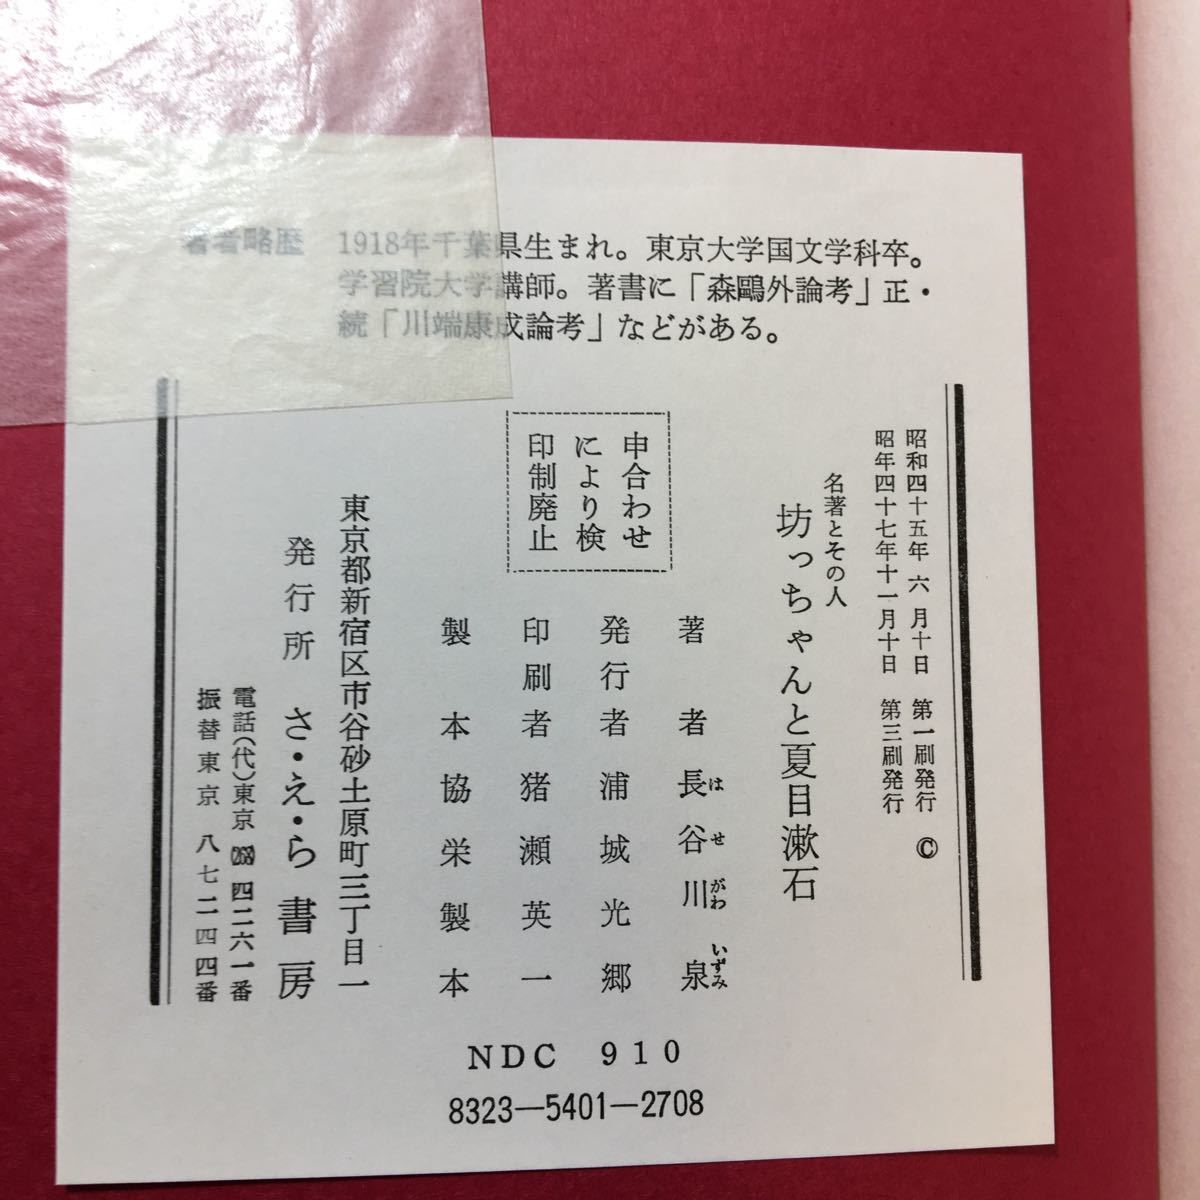 著者略歴 1918年千葉県生まれ。東京大学国文学科卒。
学習院大学講師。著書に「森鷗外論考」正・
続「川端康成論考」などがある。
昭和四十五年 六 月十日 第一刷発行 ©
昭年四十七年十一月十日 第三刷発行
名著とその人
坊っちゃんと夏目漱石
申合わせ
により検
印制廃止
著者 長谷川泉
はせがわいずみ
発行者 浦城光郷
印刷者 猪瀬英一
製本 協栄製本
東京都新宿区市谷砂土原町三丁目一
発行所 さ・え・ら書房
電話(代)東京(268)四二六一番
振替東京 八七二四四番
NDC 910
8323—5401—2708